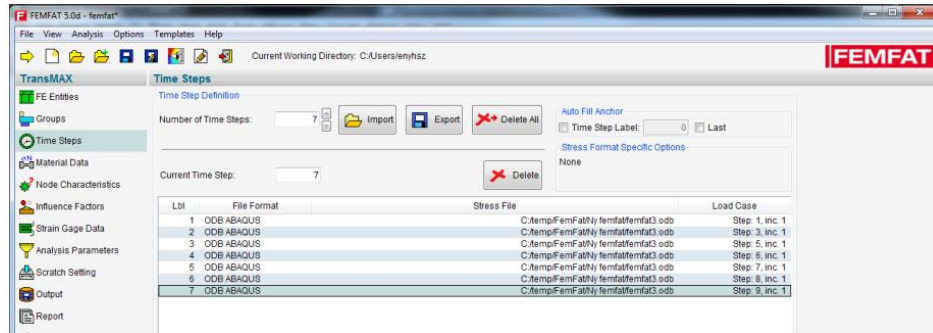 FEMFAT 5.0d - femfat*
File View Analysis Options Templates Help
Current Working Directory: C:/Users/enyhsz
FEMFAT
TransMAX
Time Steps
FE Entities
Groups
Time Steps
Material Data
Node Characteristics
Influence Factors
Strain Gage Data
Analysis Parameters
Scratch Setting
Output
Report
Time Step Definition
Number of Time Steps: 7 Import Export Delete All
Auto Fill Anchor
Time Step Label: 0 Last
Stress Format Specific Options
None
Current Time Step: 7 Delete
Lbl File Format Stress File Load Case
1 ODB ABAQUS C:/temp/FemFat/Ny femfat/femfat3.odb Step: 1, inc. 1
2 ODB ABAQUS C:/temp/FemFat/Ny femfat/femfat3.odb Step: 3, inc. 1
3 ODB ABAQUS C:/temp/FemFat/Ny femfat/femfat3.odb Step: 5, inc. 1
4 ODB ABAQUS C:/temp/FemFat/Ny femfat/femfat3.odb Step: 6, inc. 1
5 ODB ABAQUS C:/temp/FemFat/Ny femfat/femfat3.odb Step: 7, inc. 1
6 ODB ABAQUS C:/temp/FemFat/Ny femfat/femfat3.odb Step: 8, inc. 1
7 ODB ABAQUS C:/temp/FemFat/Ny femfat/femfat3.odb Step: 9, inc. 1